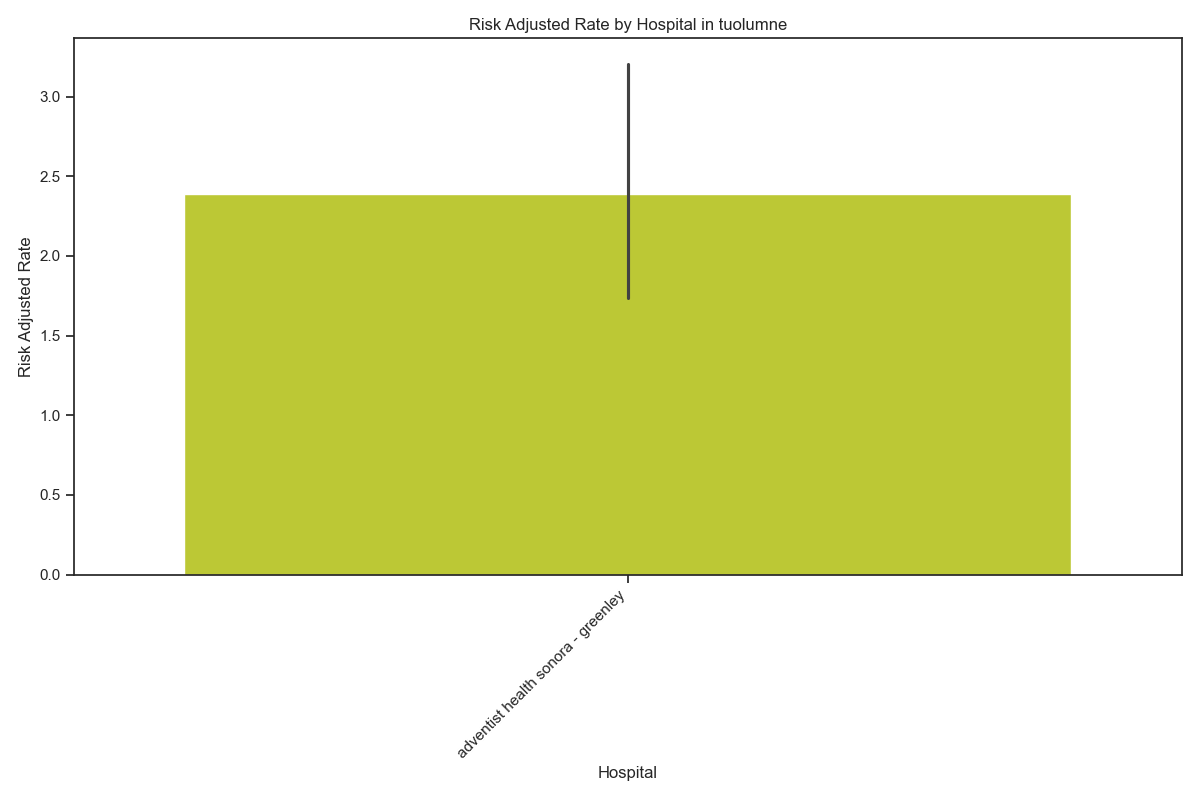 Risk Adjusted Rate by Hospital in tuolumne
Risk Adjusted Rate
3.0
2.5
2.0
1.5
1.0
0.5
0.0
adventist health sonora - greenley
Hospital